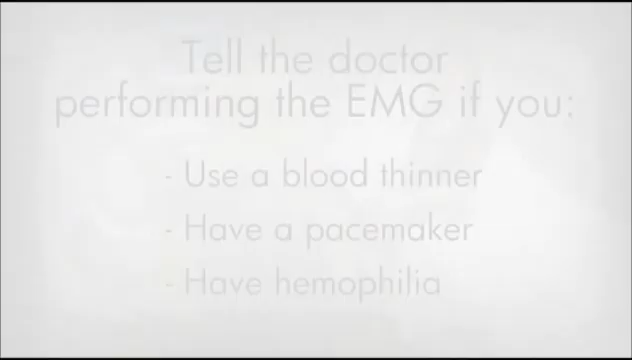 Tell the doctor
performing the EMG if you:
- Use a blood thinner
- Have a pacemaker
- Have hemophilia